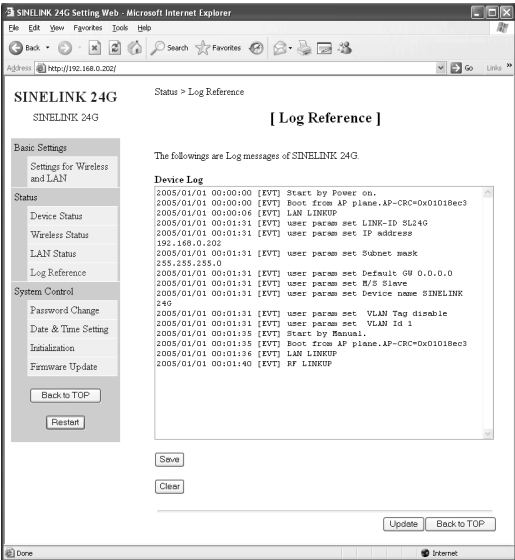 SINELINK 24G Setting Web - Microsoft Internet Explorer
File Edit View Favorites Tools Help
Back Search Favorites
Address http://192.168.0.202/ Go Links »
SINELINK 24G
SINELINK 24G
Basic Settings
Settings for Wireless
and LAN
Status
Device Status
Wireless Status
LAN Status
Log Reference
System Control
Password Change
Date & Time Setting
Initialization
Firmware Update
Back to TOP
Restart
Status > Log Reference
[ Log Reference ]
The followings are Log messages of SINELINK 24G.
Device Log
2005/01/01 00:00:00 [EVT] Start by Power on.
2005/01/01 00:00:00 [EVT] Boot from AP plane.AP-CRC=0x01018ec3
2005/01/01 00:00:06 [EVT] LAN LINKUP
2005/01/01 00:01:31 [EVT] user param set LINK-ID SL24G
2005/01/01 00:01:31 [EVT] user param set IP address
192.168.0.202
2005/01/01 00:01:31 [EVT] user param set Subnet mask
255.255.255.0
2005/01/01 00:01:31 [EVT] user param set Default GW 0.0.0.0
2005/01/01 00:01:31 [EVT] user param set M/S Slave
2005/01/01 00:01:31 [EVT] user param set Device name SINELINK
24G
2005/01/01 00:01:31 [EVT] user param set VLAN Tag disable
2005/01/01 00:01:31 [EVT] user param set VLAN Id 1
2005/01/01 00:01:35 [EVT] Start by Manual.
2005/01/01 00:01:35 [EVT] Boot from AP plane.AP-CRC=0x01018ec3
2005/01/01 00:01:36 [EVT] LAN LINKUP
2005/01/01 00:01:40 [EVT] RF LINKUP
Save
Clear
Update Back to TOP
Done Internet